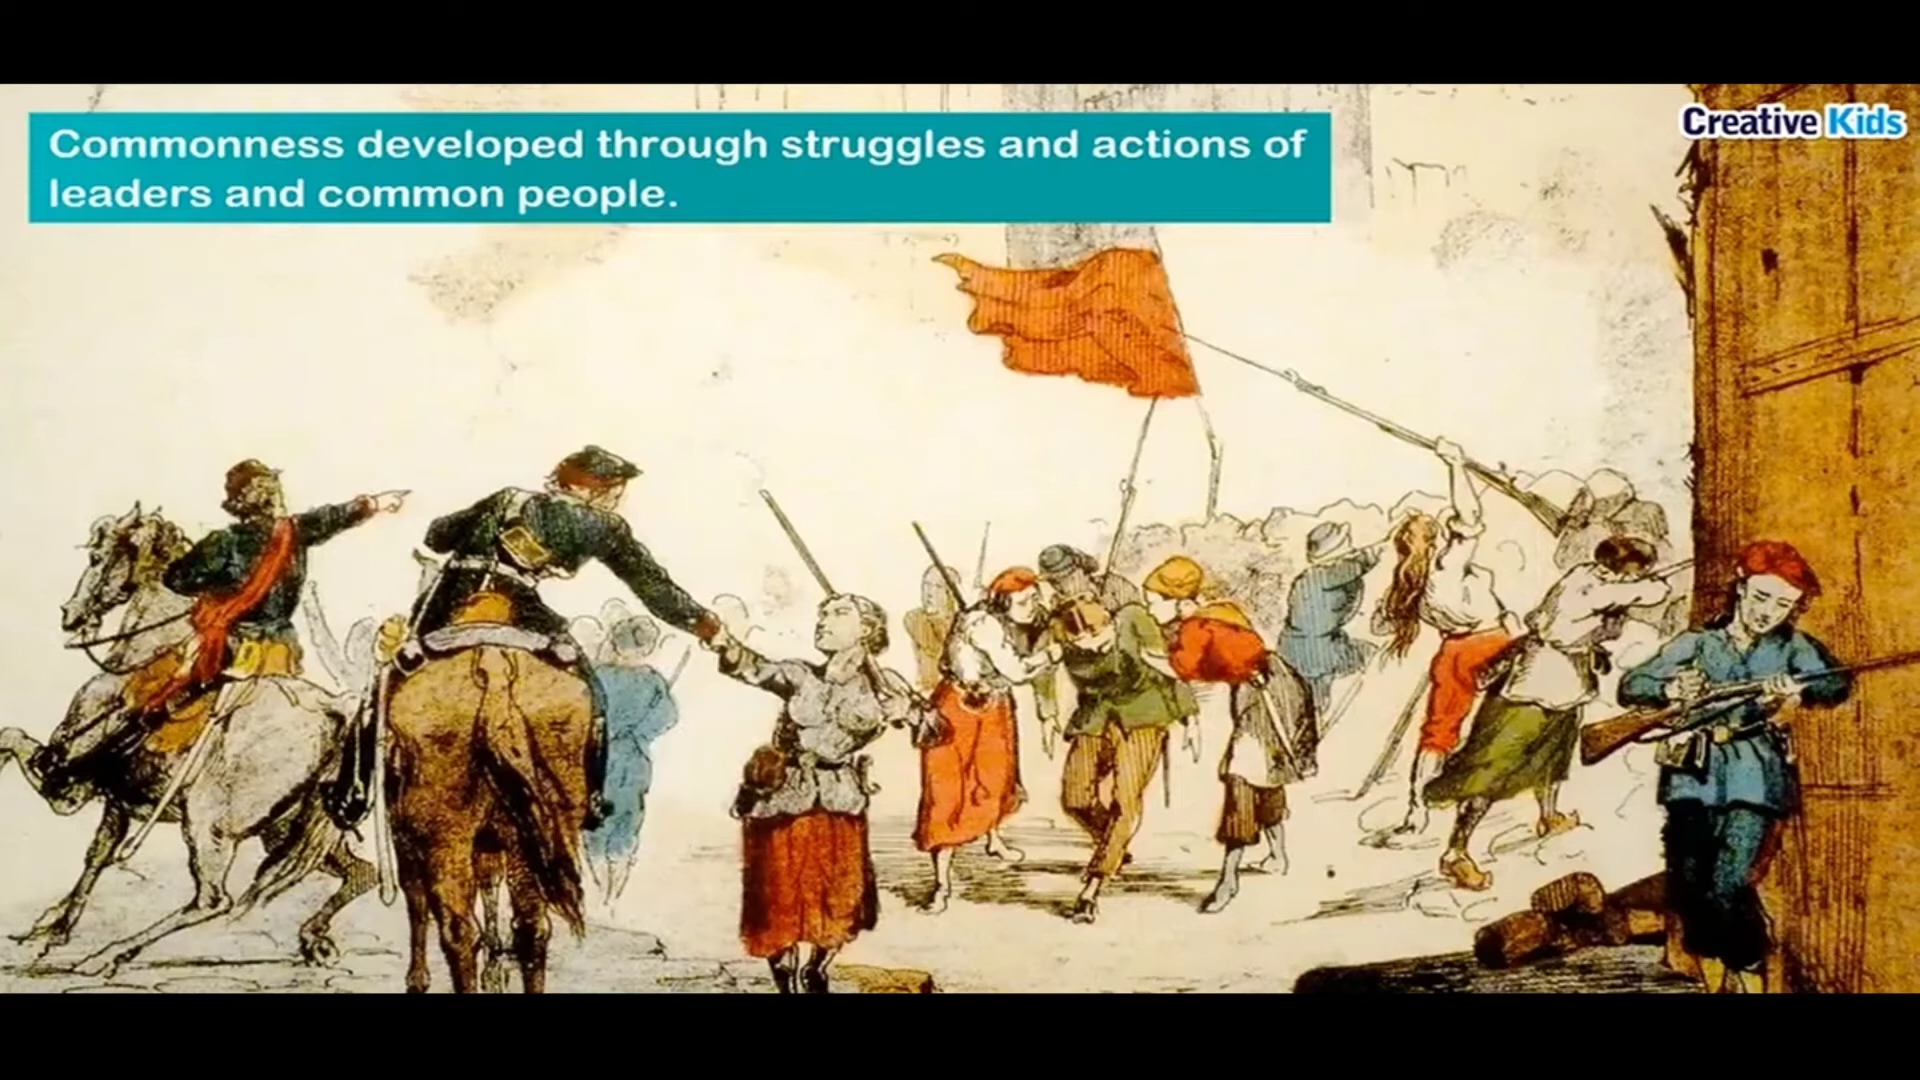 Commonness developed through struggles and actions of
leaders and common people.
Creative Kids